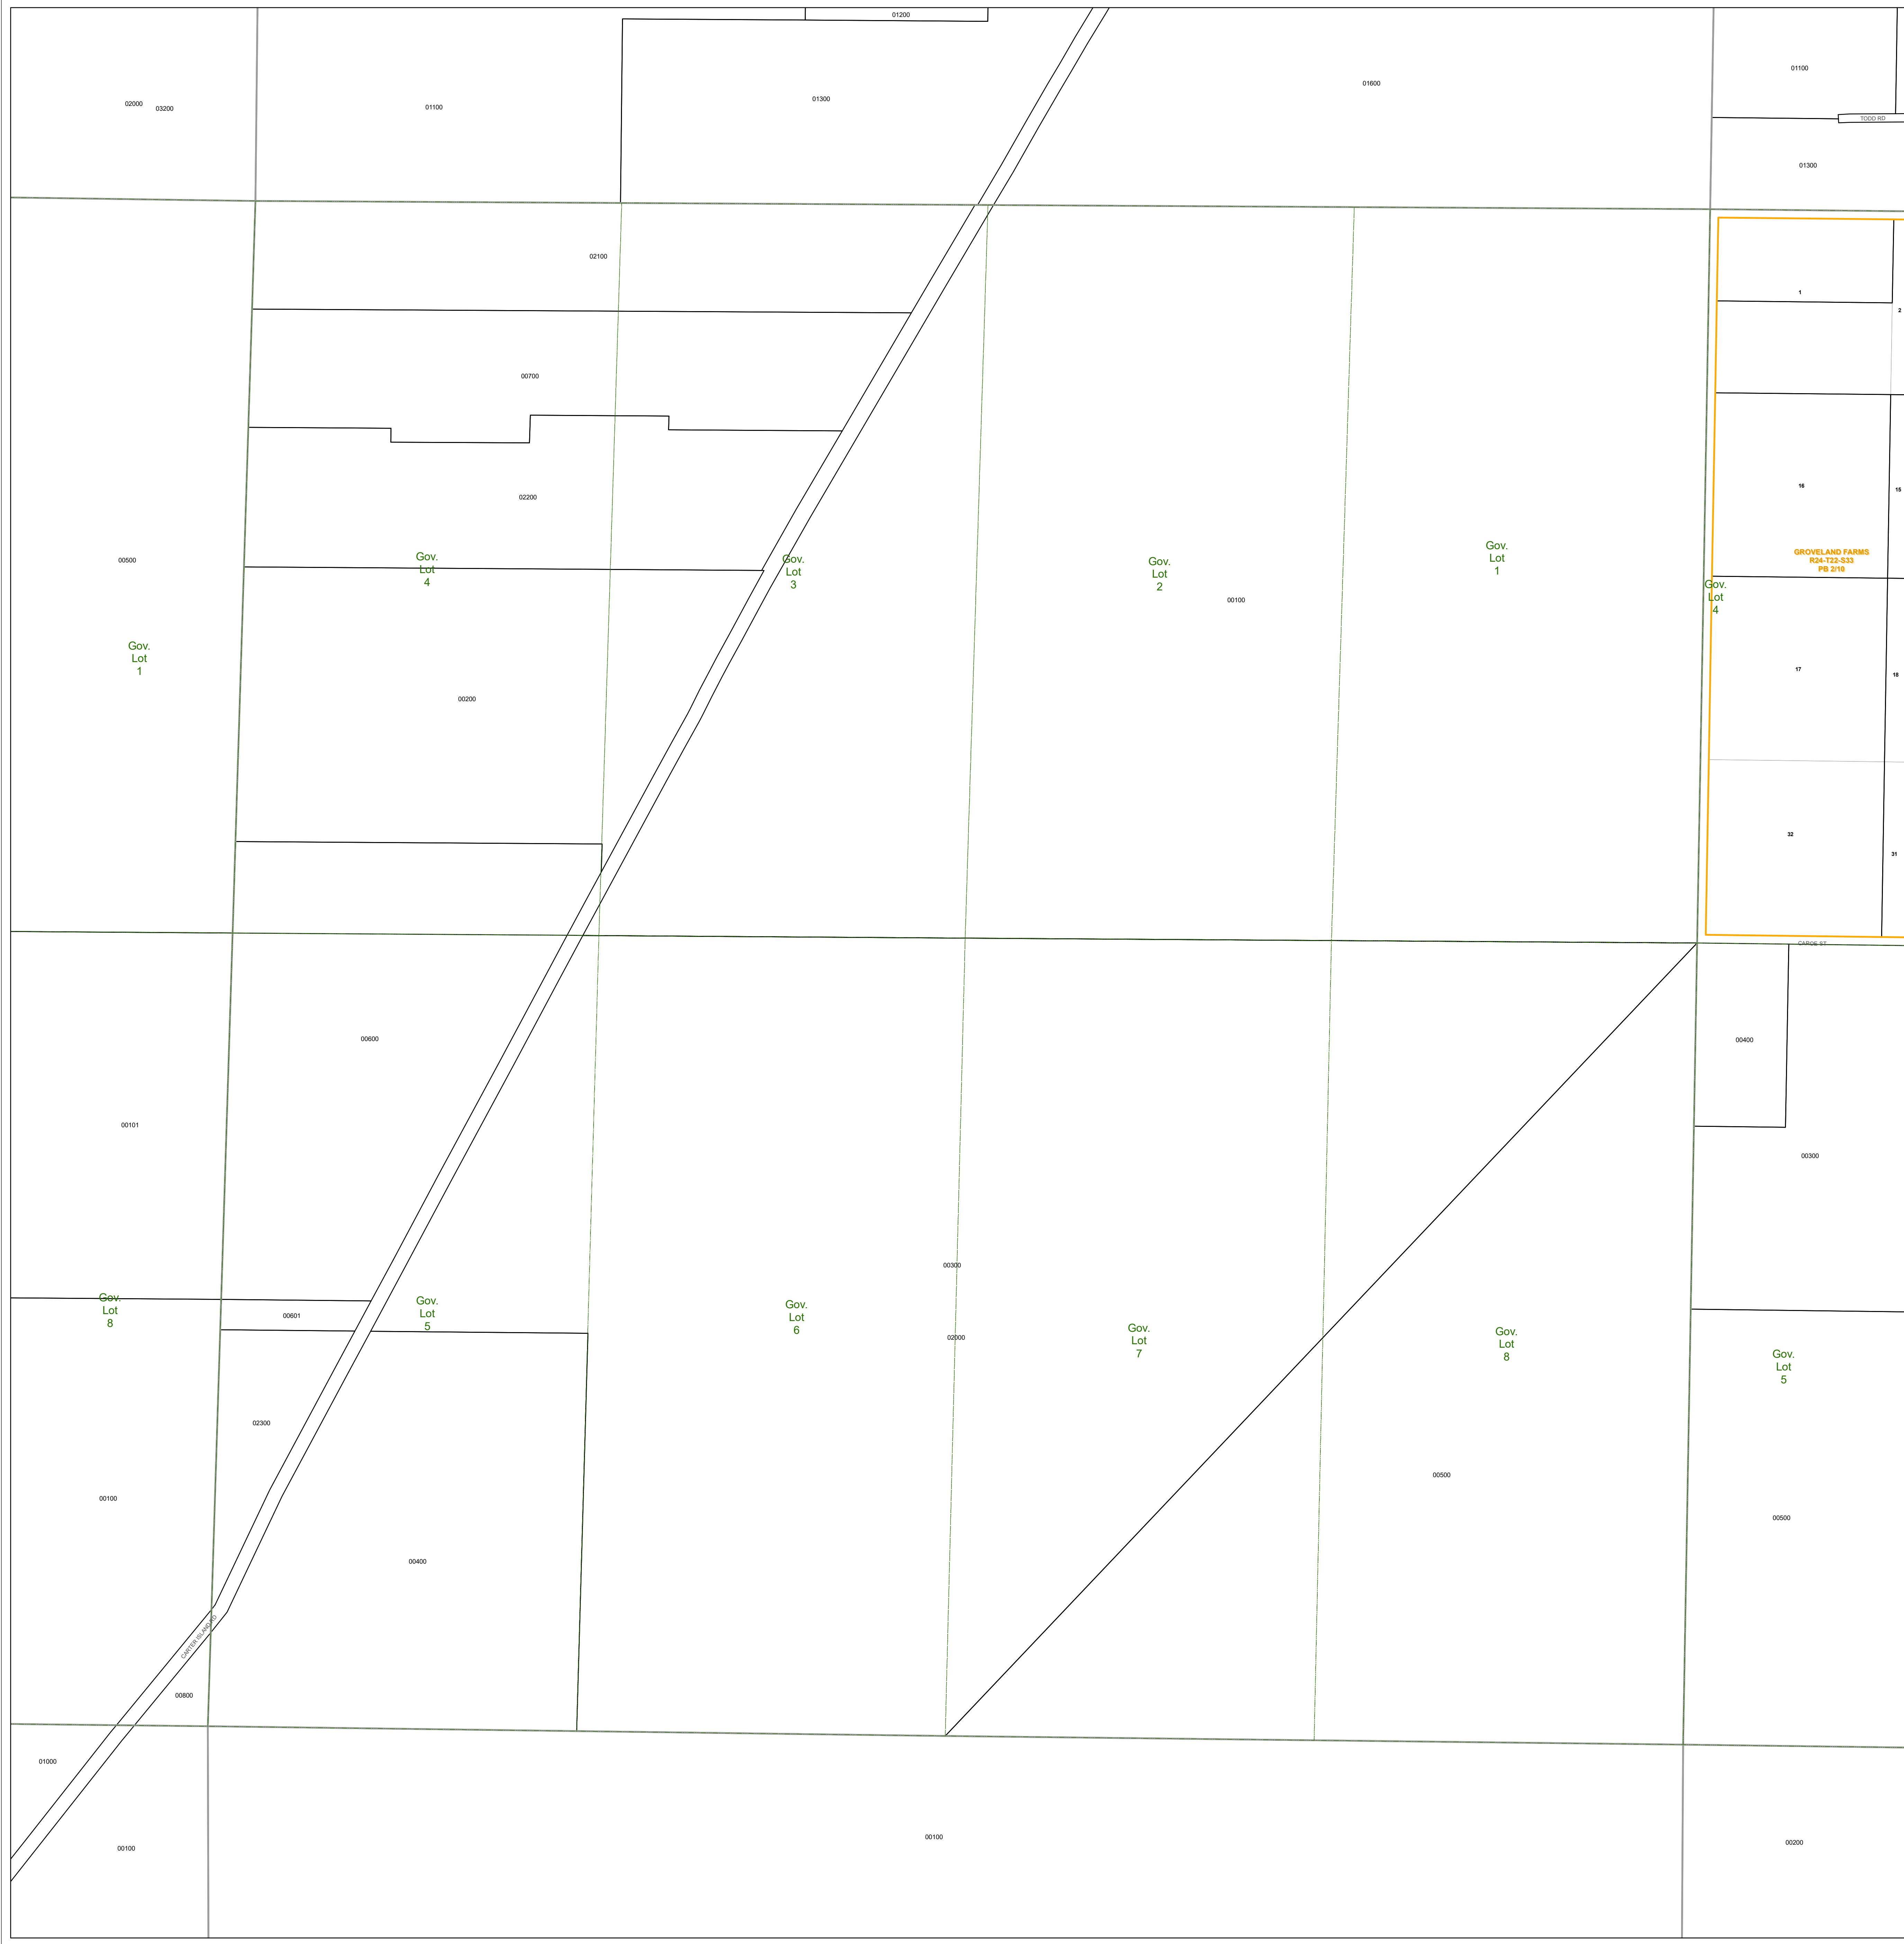 01200
01100
01600
01300
02000
03200
01100
TODD RD
01300
02100
1
2
00700
16
15
02200
Gov.
Lot
4
Gov.
Lot
3
Gov.
Lot
2
Gov.
Lot
1
GROVELAND FARMS
R24-T22-S33
PB 2/10
00500
00100
Gov.
Lot
4
Gov.
Lot
1
17
18
00200
32
31
CAROE ST
00600
00400
00101
00300
00300
Gov.
Lot
8
00601
Gov.
Lot
5
Gov.
Lot
6
02000
Gov.
Lot
7
Gov.
Lot
8
Gov.
Lot
5
02300
00500
00100
00500
00400
CARTER ISLAND RD
00800
01000
00100
00100
00200